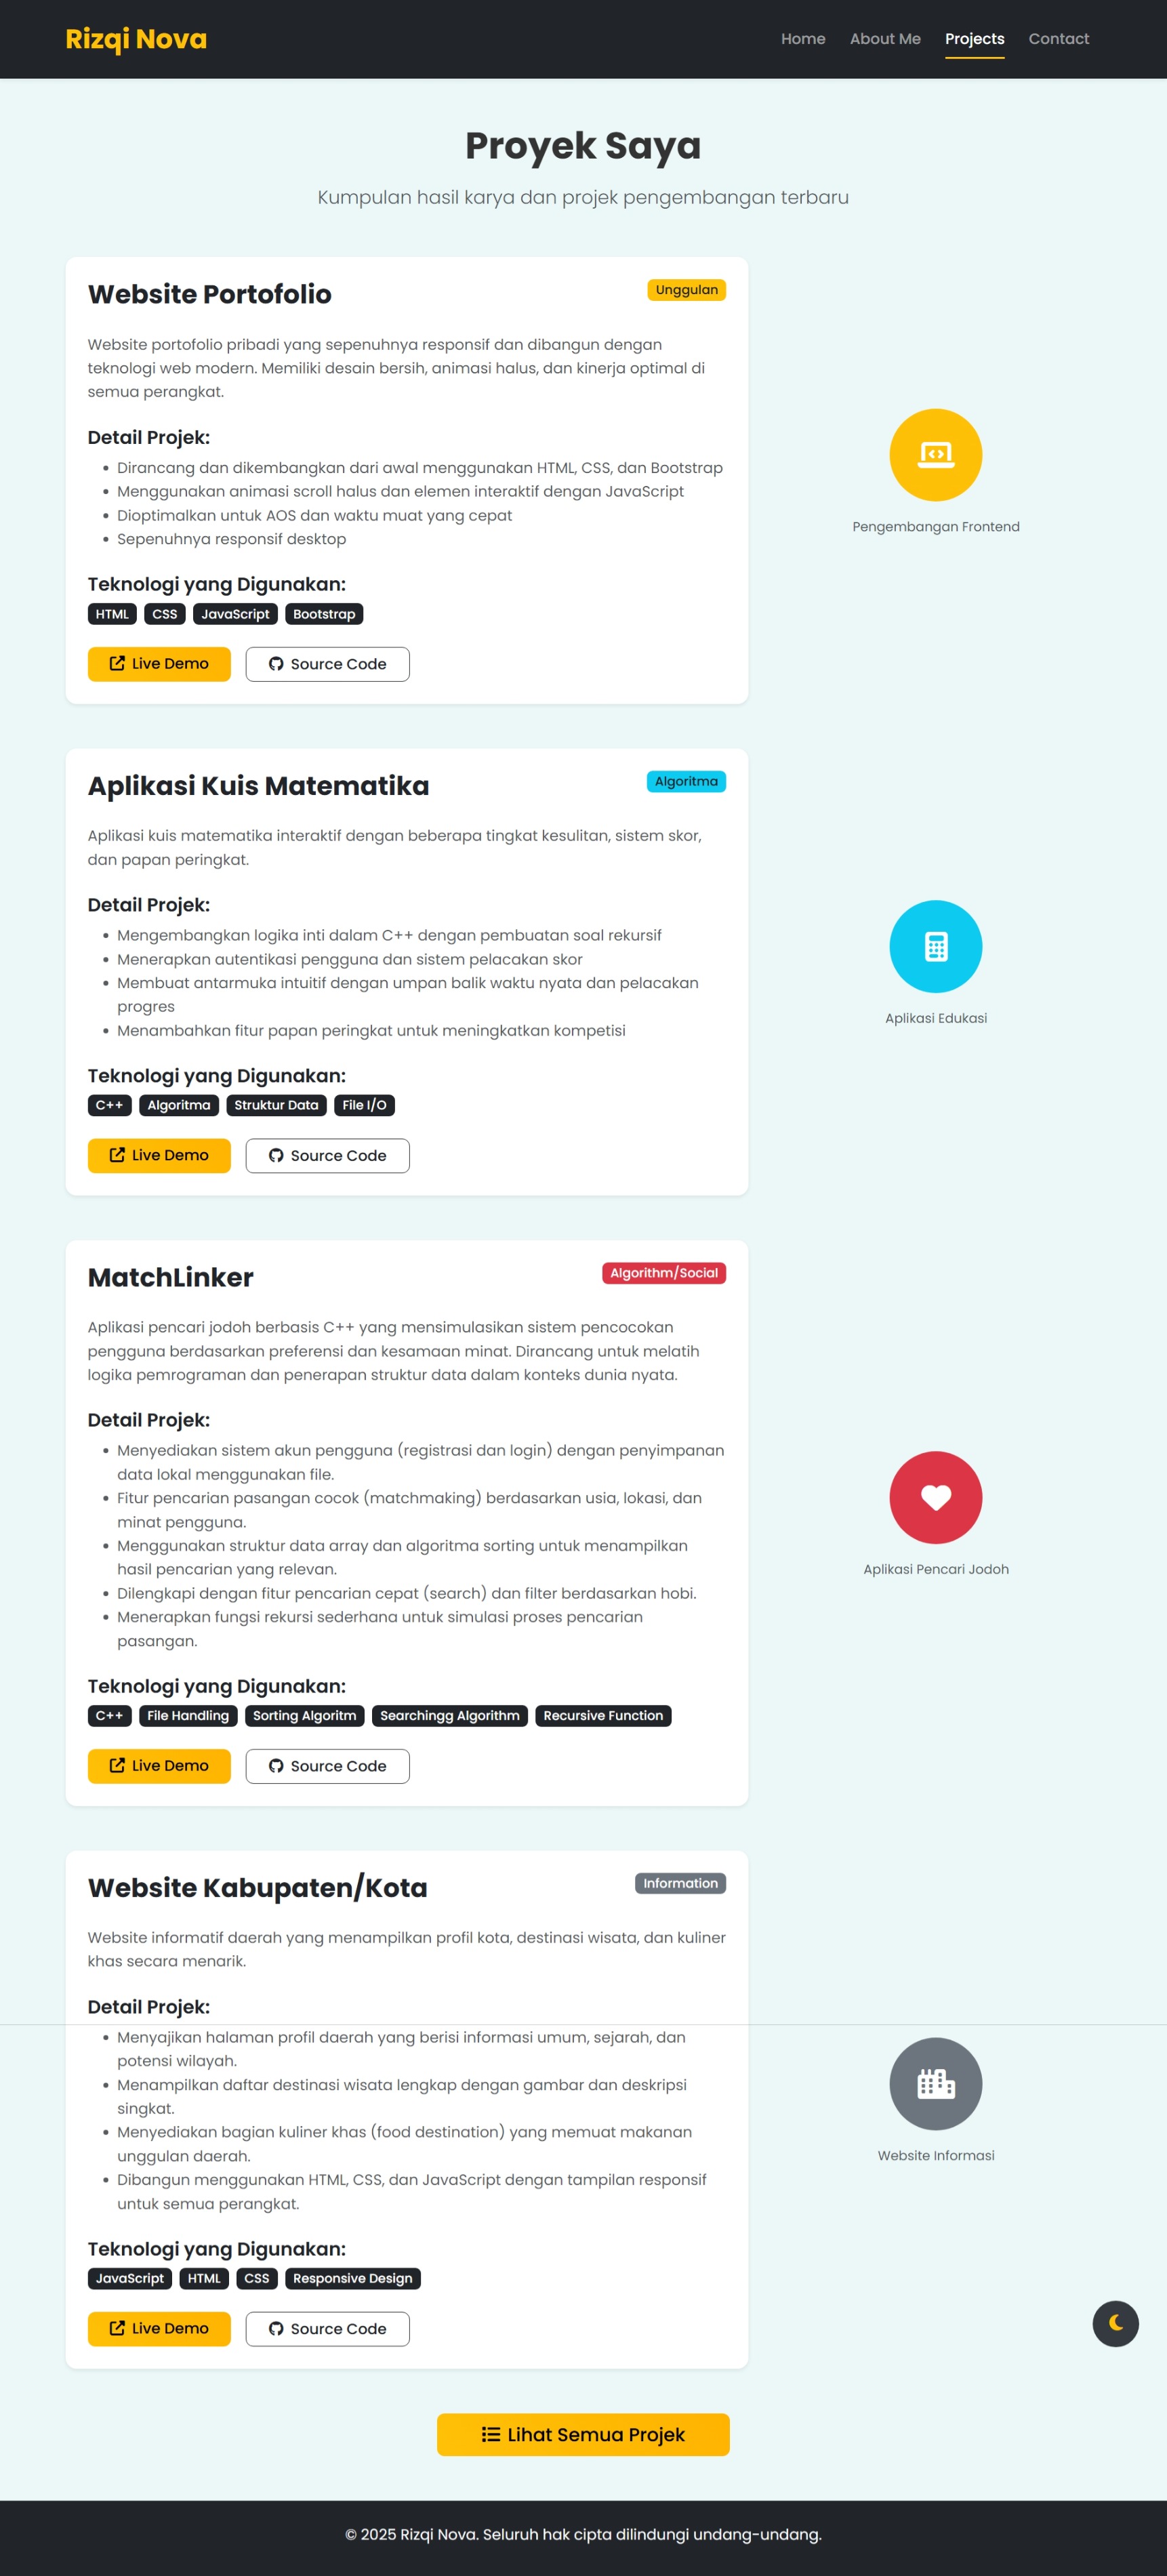 Rizqi Nova
Home About Me Projects Contact
Proyek Saya
Kumpulan hasil karya dan projek pengembangan terbaru
Website Portofolio
Unggulan
Website portofolio pribadi yang sepenuhnya responsif dan dibangun dengan
teknologi web modern. Memiliki desain bersih, animasi halus, dan kinerja optimal di
semua perangkat.
Detail Projek:
Dirancang dan dikembangkan dari awal menggunakan HTML, CSS, dan Bootstrap
Menggunakan animasi scroll halus dan elemen interaktif dengan JavaScript
Dioptimalkan untuk AOS dan waktu muat yang cepat
Sepenuhnya responsif desktop
Teknologi yang Digunakan:
HTML CSS JavaScript Bootstrap
Live Demo Source Code
Pengembangan Frontend
Aplikasi Kuis Matematika
Algoritma
Aplikasi kuis matematika interaktif dengan beberapa tingkat kesulitan, sistem skor,
dan papan peringkat.
Detail Projek:
Mengembangkan logika inti dalam C++ dengan pembuatan soal rekursif
Menerapkan autentikasi pengguna dan sistem pelacakan skor
Membuat antarmuka intuitif dengan umpan balik waktu nyata dan pelacakan
progres
Menambahkan fitur papan peringkat untuk meningkatkan kompetisi
Teknologi yang Digunakan:
C++ Algoritma Struktur Data File I/O
Live Demo Source Code
Aplikasi Edukasi
MatchLinker
Algorithm/Social
Aplikasi pencari jodoh berbasis C++ yang mensimulasikan sistem pencocokan
pengguna berdasarkan preferensi dan kesamaan minat. Dirancang untuk melatih
logika pemrograman dan penerapan struktur data dalam konteks dunia nyata.
Detail Projek:
Menyediakan sistem akun pengguna (registrasi dan login) dengan penyimpanan
data lokal menggunakan file.
Fitur pencarian pasangan cocok (matchmaking) berdasarkan usia, lokasi, dan
minat pengguna.
Menggunakan struktur data array dan algoritma sorting untuk menampilkan
hasil pencarian yang relevan.
Dilengkapi dengan fitur pencarian cepat (search) dan filter berdasarkan hobi.
Menerapkan fungsi rekursi sederhana untuk simulasi proses pencarian
pasangan.
Teknologi yang Digunakan:
C++ File Handling Sorting Algoritm Searchingg Algorithm Recursive Function
Live Demo Source Code
Aplikasi Pencari Jodoh
Website Kabupaten/Kota
Information
Website informatif daerah yang menampilkan profil kota, destinasi wisata, dan kuliner
khas secara menarik.
Detail Projek:
Menyajikan halaman profil daerah yang berisi informasi umum, sejarah, dan
potensi wilayah.
Menampilkan daftar destinasi wisata lengkap dengan gambar dan deskripsi
singkat.
Menyediakan bagian kuliner khas (food destination) yang memuat makanan
unggulan daerah.
Dibangun menggunakan HTML, CSS, dan JavaScript dengan tampilan responsif
untuk semua perangkat.
Teknologi yang Digunakan:
JavaScript HTML CSS Responsive Design
Live Demo Source Code
Website Informasi
Lihat Semua Projek
© 2025 Rizqi Nova. Seluruh hak cipta dilindungi undang-undang.